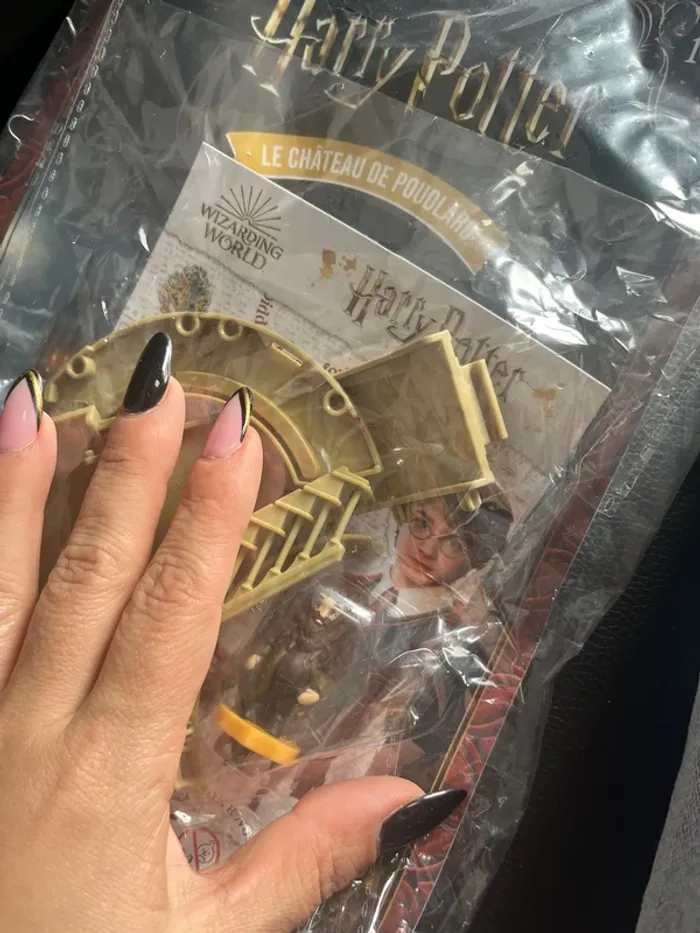 Harry Potter
LE CHÂTEAU DE POUDLARD
WIZARDING
WORLD
Harry Potter